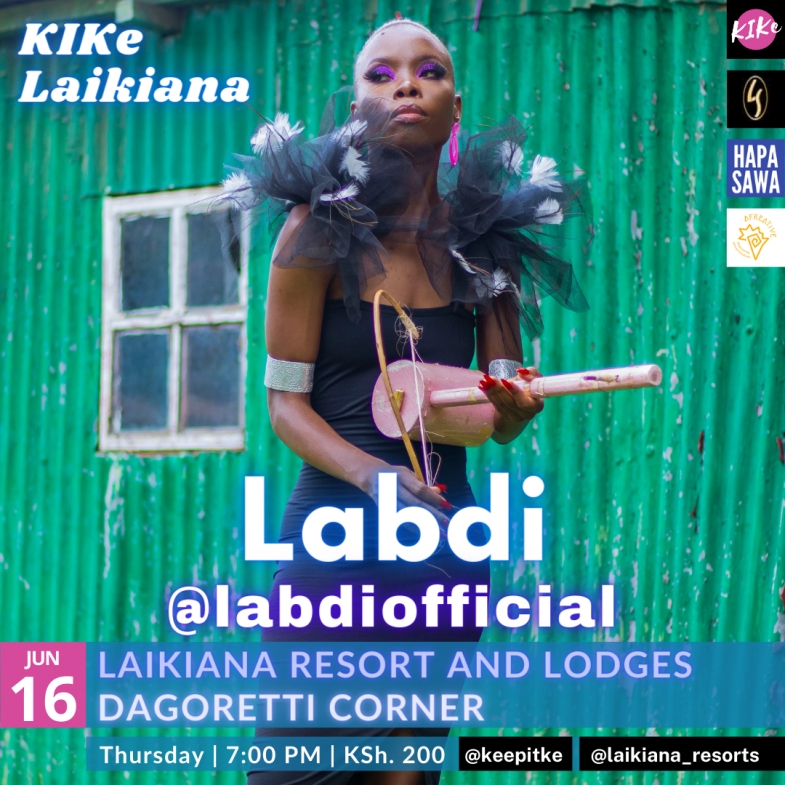 KIKe
Laikiana
KIKe
HAPA
SAWA
AFREATIVE
Labdi
@labdiofficial
JUN
16
LAIKIANA RESORT AND LODGES
DAGORETTI CORNER
Thursday | 7:00 PM | KSh. 200
@keepitke
@laikiana_resorts